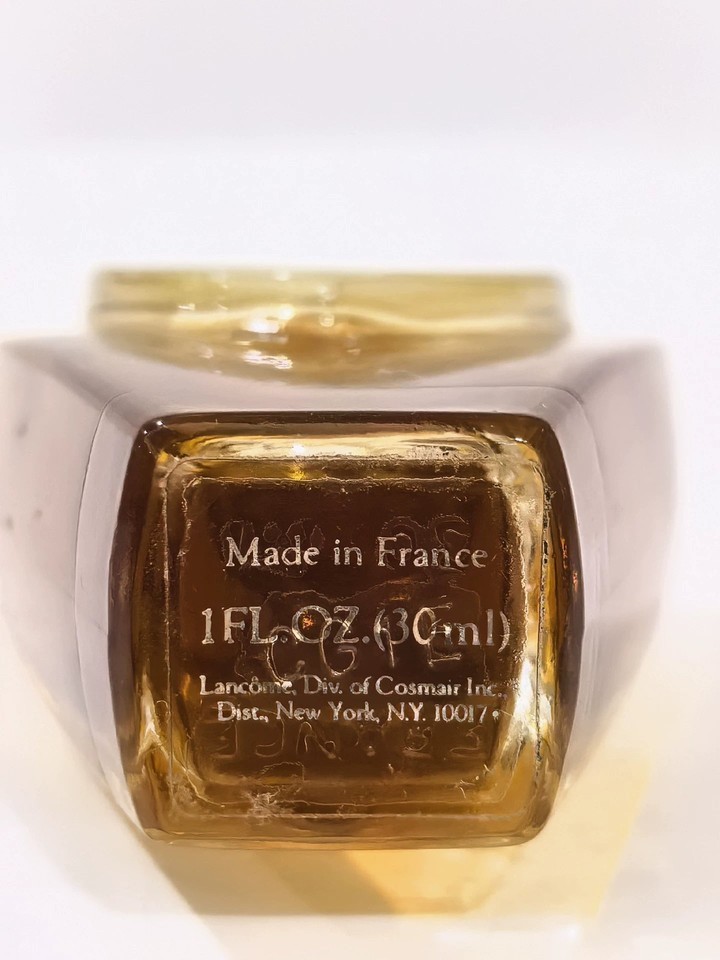 Made in France
1FL.OZ.(30ml)
Lancôme, Div. of Cosmair Inc.,
Dist., New York, N.Y. 10017